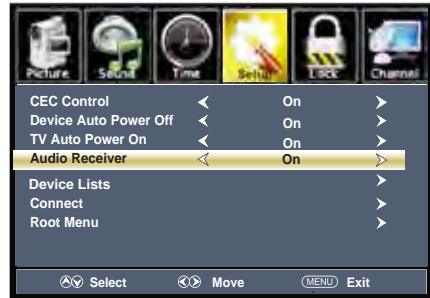 Picture Sound Time Setup Lock Channel
CEC Control On
Device Auto Power Off On
TV Auto Power On On
Audio Receiver On
Device Lists
Connect
Root Menu
Select Move MENU Exit